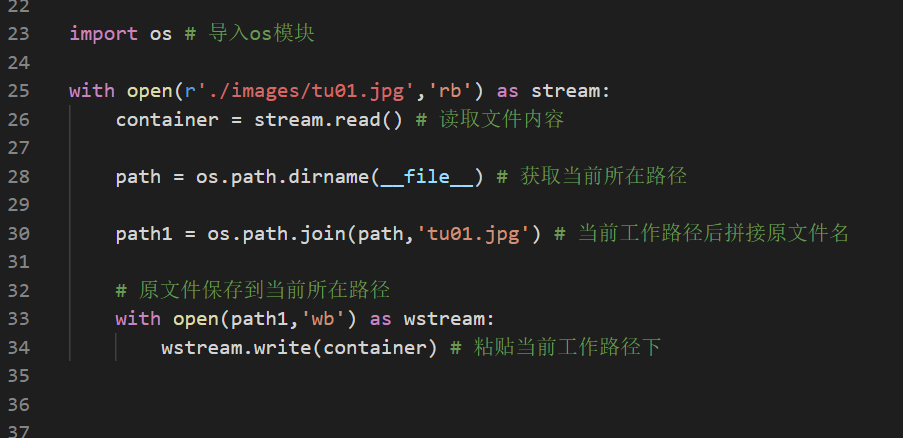 22
23 import os # 导入os模块
24
25 with open(r'./images/tu01.jpg','rb') as stream:
26 container = stream.read() # 读取文件内容
27
28 path = os.path.dirname(__file__) # 获取当前所在路径
29
30 path1 = os.path.join(path,'tu01.jpg') # 当前工作路径后拼接原文件名
31
32 # 原文件保存到当前所在路径
33 with open(path1,'wb') as wstream:
34 wstream.write(container) # 粘贴当前工作路径下
35
36
37